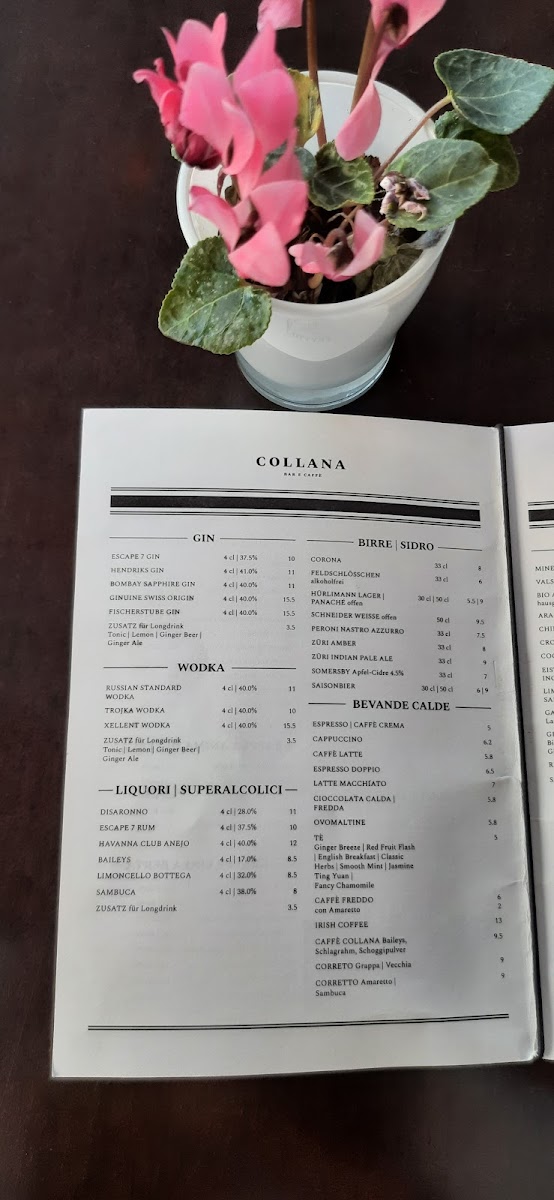 COLLANA
BAR E CAFFÈ
GIN
ESCAPE 7 GIN 4 cl | 37.5% 10
HENDRIKS GIN 4 cl | 41.0% 11
BOMBAY SAPPHIRE GIN 4 cl | 40.0% 11
GINUINE SWISS ORIGIN 4 cl | 40.0% 15.5
FISCHERSTUBE GIN 4 cl | 40.0% 15.5
ZUSATZ für Longdrink 3.5
Tonic | Lemon | Ginger Beer |
Ginger Ale
WODKA
RUSSIAN STANDARD 4 cl | 40.0% 11
WODKA
TROJKA WODKA 4 cl | 40.0% 10
XELLENT WODKA 4 cl | 40.0% 15.5
ZUSATZ für Longdrink 3.5
Tonic | Lemon | Ginger Beer |
Ginger Ale
LIQUORI | SUPERALCOLICI
DISARONNO 4 cl | 28.0% 11
ESCAPE 7 RUM 4 cl | 37.5% 10
HAVANNA CLUB ANEJO 4 cl | 40.0% 12
BAILEYS 4 cl | 17.0% 8.5
LIMONCELLO BOTTEGA 4 cl | 32.0% 8.5
SAMBUCA 4 cl | 38.0% 8
ZUSATZ für Longdrink 3.5
BIRRE | SIDRO
CORONA 33 cl 8
FELDSCHLÖSSCHEN 33 cl 6
alkoholfrei
HÜRLIMANN LAGER | 30 cl | 50 cl 5.5 | 9
PANACHE offen
SCHNEIDER WEISSE offen 50 cl 9.5
PERONI NASTRO AZZURRO 33 cl 7.5
ZÜRI AMBER 33 cl 8
ZÜRI INDIAN PALE ALE 33 cl 9
SOMERSBY Apfel-Cidre 4.5% 33 cl 7
SAISONBIER 30 cl | 50 cl 6 | 9
BEVANDE CALDE
ESPRESSO | CAFFÈ CREMA 5
CAPPUCCINO 6.2
CAFFÈ LATTE 5.8
ESPRESSO DOPPIO 6.5
LATTE MACCHIATO 7
CIOCCOLATA CALDA | 5.8
FREDDA
OVOMALTINE 5.8
TÈ 5
Ginger Breeze | Red Fruit Flash
| English Breakfast | Classic
Herbs | Smooth Mint | Jasmine
Ting Yuan |
Fancy Chamomile
CAFFÈ FREDDO 6
con Amaretto 2
IRISH COFFEE 13
CAFFÈ COLLANA Baileys, 9.5
Schlagrahm, Schoggipulver
CORRETO Grappa | Vecchia 9
CORRETTO Amaretto | 9
Sambuca
MINE
VALS
BIO
hausg
ARA
CHI
CRO
EIS
LIM
SA
GA
La
Bi